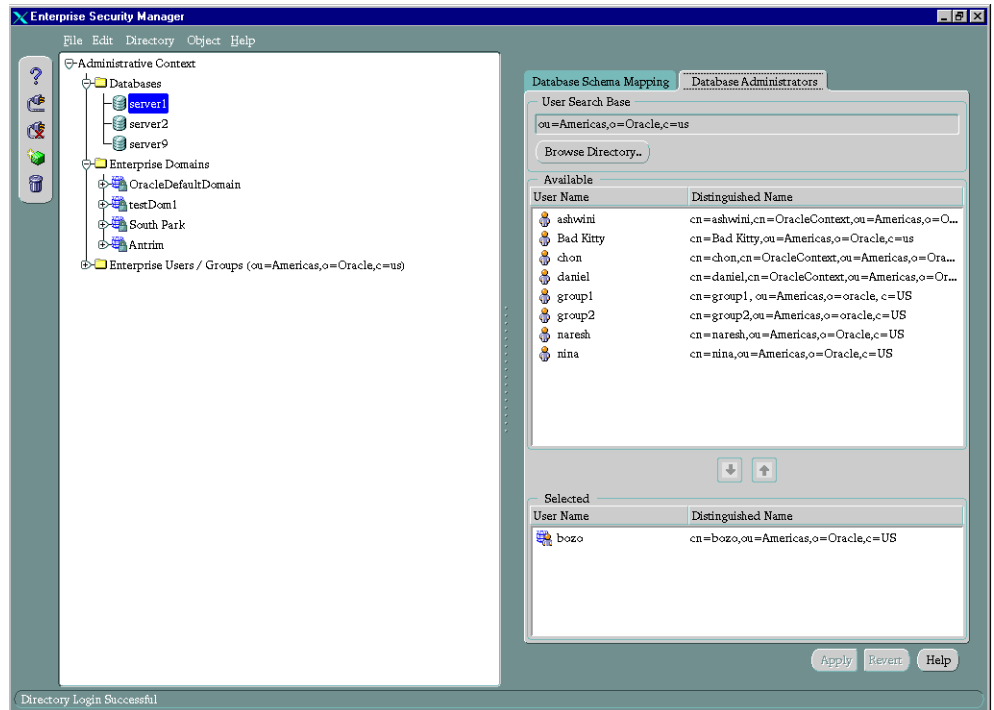 Enterprise Security Manager
File Edit Directory Object Help
Administrative Context
Databases
server1
server2
server9
Enterprise Domains
OracleDefaultDomain
testDom1
South Park
Antrim
Enterprise Users / Groups (ou=Americas,o=Oracle,c=us)
Database Schema Mapping Database Administrators
User Search Base
ou=Americas,o=Oracle,c=us
Browse Directory..
Available
User Name Distinguished Name
ashwini cn=ashwini,cn=OracleContext,ou=Americas,o=O...
Bad Kitty cn=Bad Kitty,ou=Americas,o=Oracle,c=us
chon cn=chon,cn=OracleContext,ou=Americas,o=Ora...
daniel cn=daniel,cn=OracleContext,ou=Americas,o=Or...
group1 cn=group1, ou=Americas,o=oracle, c=US
group2 cn=group2,ou=Americas,o=oracle,c=US
naresh cn=naresh,ou=Americas,o=Oracle,c=US
nina cn=nina,ou=Americas,o=Oracle,c=US
Selected
User Name Distinguished Name
bozo cn=bozo,ou=Americas,o=Oracle,c=US
Apply Revert Help
Directory Login Successful